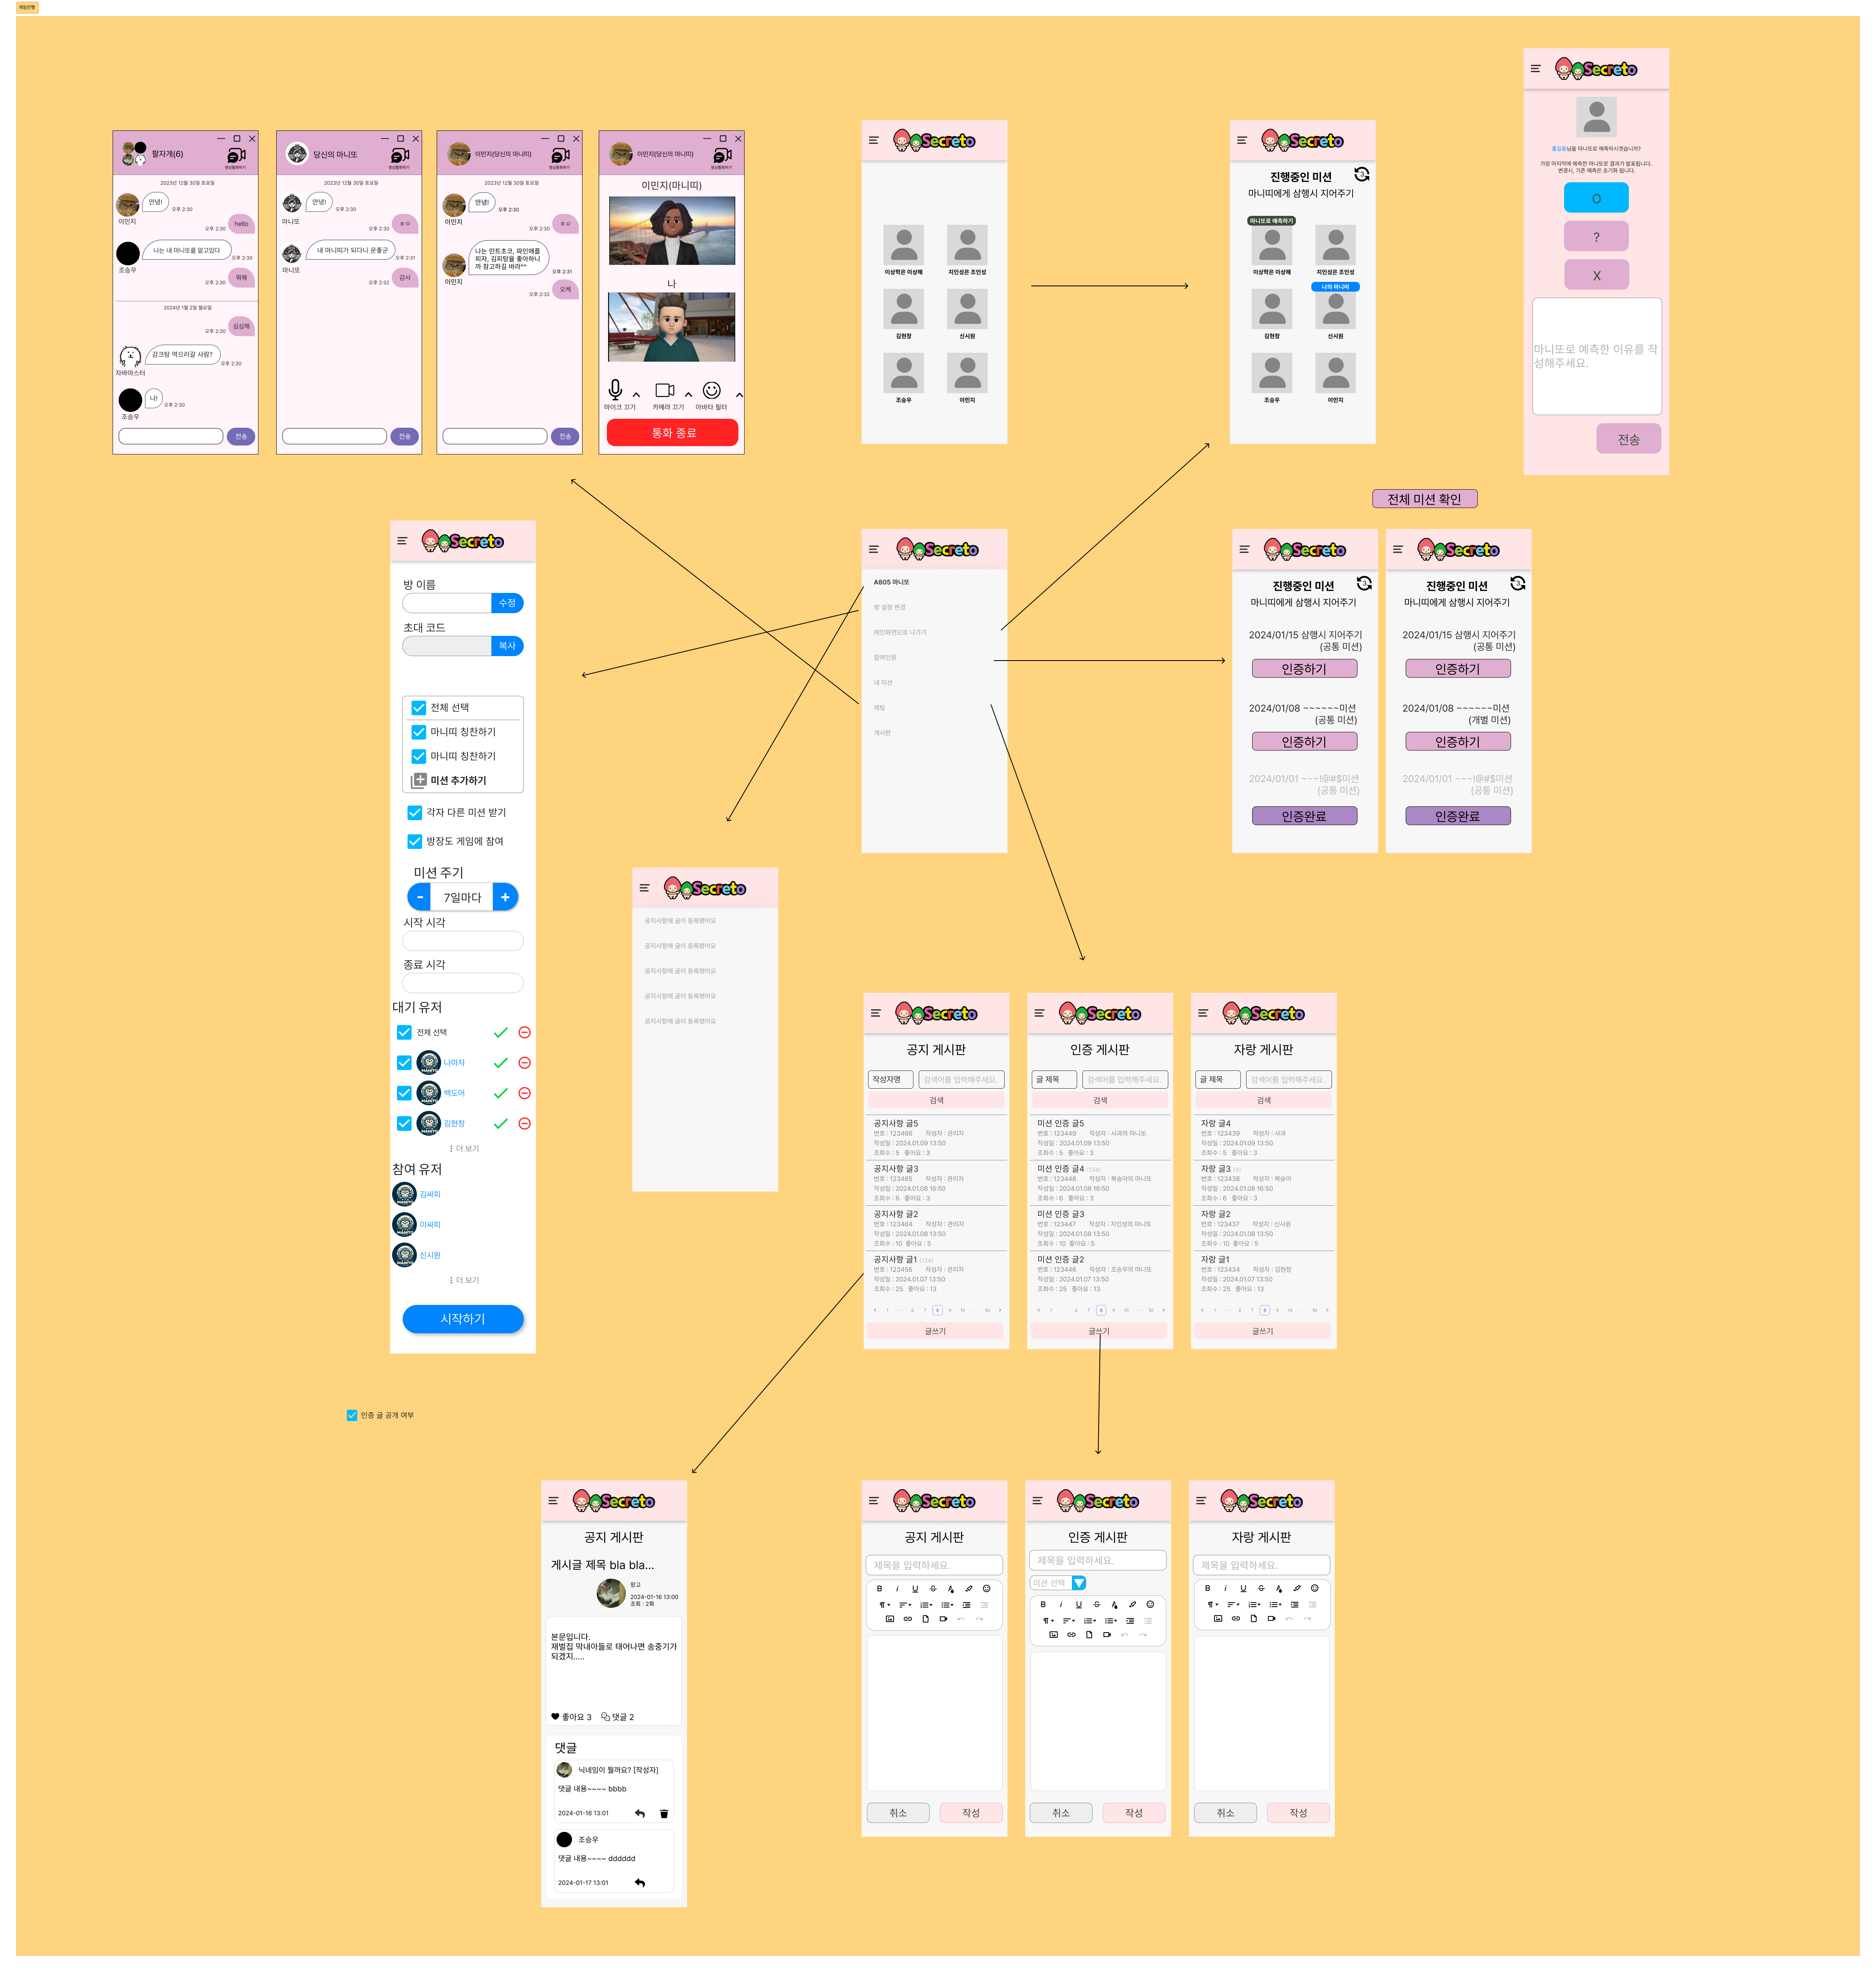 게임진행
팔자개(6)
영상통화하기
2023년 12월 30일 토요일
안녕!
오후 2:30
이민지
hello
오후 2:30
나는 내 마니또를 알고있다
오후 2:30
조승우
뭐해
오후 2:30
2024년 1월 2일 월요일
심심해
오후 2:30
감크탕 먹으러갈 사람?
오후 2:30
자바마스터
나!
오후 2:30
조승우
전송
당신의 마니또
영상통화하기
2023년 12월 30일 토요일
안녕!
오후 2:30
마니또
ㅎㅇ
오후 2:30
내 마니띠가 되다니 운좋군
오후 2:31
마니또
감사
오후 2:32
전송
이민지(당신의 마니띠)
영상통화하기
2023년 12월 30일 토요일
안녕!
오후 2:30
이민지
ㅎㅇ
오후 2:30
나는 민트초코, 파인애플
피자, 김피탕을 좋아하니
까 참고하길 바라^^
오후 2:31
이민지
오케
오후 2:32
전송
이민지(당신의 마니띠)
영상통화하기
이민지(마니띠)
나
마이크 끄기
카메라 끄기
아바타 필터
통화 종료
Secreto
이상학은 이상해
지민성은 조민성
김현창
신시원
조승우
이민지
Secreto
진행중인 미션
3
마니띠에게 삼행시 지어주기
마니또로 예측하기
이상학은 이상해
지민성은 조민성
나의 마니띠
김현창
신시원
조승우
이민지
Secreto
홍길동님을 마니또로 예측하시겠습니까?
가장 마지막에 예측한 마니또로 결과가 발표됩니다.
변경시, 기존 예측은 초기화 됩니다.
O
?
X
마니또로 예측한 이유를 작
성해주세요.
전송
전체 미션 확인
Secreto
방 이름
수정
초대 코드
복사
전체 선택
마니띠 칭찬하기
마니띠 칭찬하기
미션 추가하기
각자 다른 미션 받기
방장도 게임에 참여
미션 주기
-
7일마다
+
시작 시각
종료 시각
대기 유저
전체 선택
MANITO
나마자
MANITO
백도어
MANITO
김현창
더 보기
참여 유저
MANITO
김싸피
MANITO
이싸피
MANITO
신시원
더 보기
시작하기
인증 글 공개 여부
Secreto
A805 마니또
방 설정 변경
메인화면으로 나가기
참여인원
내 미션
채팅
게시판
Secreto
진행중인 미션
3
마니띠에게 삼행시 지어주기
2024/01/15 삼행시 지어주기
(공통 미션)
인증하기
2024/01/08 ~~~~~~미션
(공통 미션)
인증하기
2024/01/01 ~~~!@#$미션
(공통 미션)
인증완료
Secreto
진행중인 미션
3
마니띠에게 삼행시 지어주기
2024/01/15 삼행시 지어주기
(공통 미션)
인증하기
2024/01/08 ~~~~~~미션
(개별 미션)
인증하기
2024/01/01 ~~~!@#$미션
(공통 미션)
인증완료
Secreto
공지사항에 글이 등록됐어요
공지사항에 글이 등록됐어요
공지사항에 글이 등록됐어요
공지사항에 글이 등록됐어요
공지사항에 글이 등록됐어요
Secreto
공지 게시판
작성자명
검색어를 입력해주세요.
검색
공지사항 글5
번호 : 123466 작성자 : 관리자
작성일 : 2024.01.09 13:50
조회수 : 5 좋아요 : 3
공지사항 글3
번호 : 123465 작성자 : 관리자
작성일 : 2024.01.08 16:50
조회수 : 6 좋아요 : 3
공지사항 글2
번호 : 123464 작성자 : 관리자
작성일 : 2024.01.08 13:50
조회수 : 10 좋아요 : 5
공지사항 글1 (134)
번호 : 123456 작성자 : 관리자
작성일 : 2024.01.07 13:50
조회수 : 25 좋아요 : 13
< 1 ... 6 7 8 9 10 ... 50 >
글쓰기
Secreto
인증 게시판
글 제목
검색어를 입력해주세요.
검색
미션 인증 글5
번호 : 123449 작성자 : 사과의 마니또
작성일 : 2024.01.09 13:50
조회수 : 5 좋아요 : 3
미션 인증 글4 (134)
번호 : 123448 작성자 : 복숭아의 마니또
작성일 : 2024.01.08 16:50
조회수 : 6 좋아요 : 3
미션 인증 글3
번호 : 123447 작성자 : 지민성의 마니또
작성일 : 2024.01.08 13:50
조회수 : 10 좋아요 : 5
미션 인증 글2
번호 : 123446 작성자 : 조승우의 마니또
작성일 : 2024.01.07 13:50
조회수 : 25 좋아요 : 13
< 1 ... 6 7 8 9 10 ... 50 >
글쓰기
Secreto
자랑 게시판
글 제목
검색어를 입력해주세요.
검색
자랑 글4
번호 : 123439 작성자 : 사과
작성일 : 2024.01.09 13:50
조회수 : 5 좋아요 : 3
자랑 글3 (4)
번호 : 123438 작성자 : 복숭아
작성일 : 2024.01.08 16:50
조회수 : 6 좋아요 : 3
자랑 글2
번호 : 123437 작성자 : 신시원
작성일 : 2024.01.08 13:50
조회수 : 10 좋아요 : 5
자랑 글1
번호 : 123434 작성자 : 김현창
작성일 : 2024.01.07 13:50
조회수 : 25 좋아요 : 13
< 1 ... 6 7 8 9 10 ... 50 >
글쓰기
Secreto
공지 게시판
게시글 제목 bla bla...
망고
2024-01-16 13:00
조회 : 2회
본문입니다.
재벌집 막내아들로 태어나면 송중기가
되겠지.....
좋아요 3 댓글 2
댓글
닉네임이 뭘까요? [작성자]
댓글 내용~~~~ bbbb
2024-01-16 13:01
조승우
댓글 내용~~~~ dddddd
2024-01-17 13:01
Secreto
공지 게시판
제목을 입력하세요.
B i U S A
취소
작성
Secreto
인증 게시판
제목을 입력하세요.
미션 선택
B i U S A
취소
작성
Secreto
자랑 게시판
제목을 입력하세요.
B i U S A
취소
작성